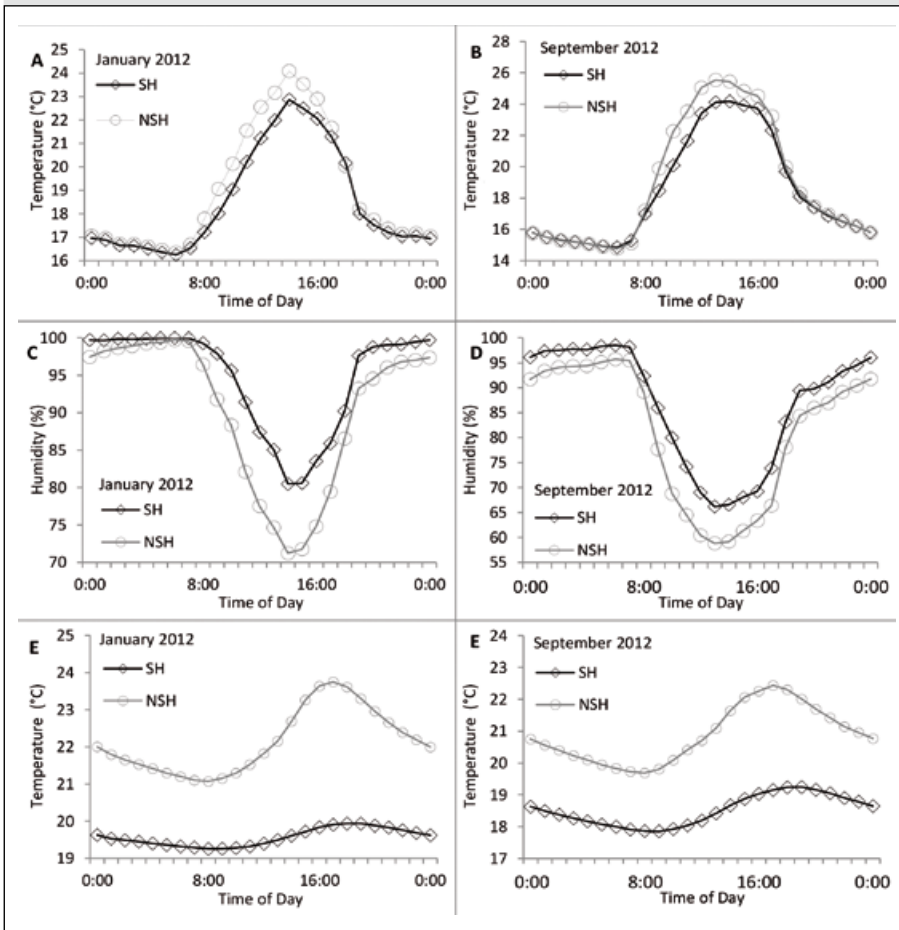 A
January 2012
SH
NSH
Temperature (°C)
25
24
23
22
21
20
19
18
17
16
0:00 8:00 16:00 0:00
Time of Day
B
September 2012
SH
NSH
Temperature (°C)
28
26
24
22
20
18
16
14
0:00 8:00 16:00 0:00
Time of Day
C
January 2012
SH
NSH
Humidity (%)
100
95
90
85
80
75
70
0:00 8:00 16:00 0:00
Time of Day
D
September 2012
SH
NSH
Humidity (%)
100
95
90
85
80
75
70
65
60
55
0:00 8:00 16:00 0:00
Time of Day
E
January 2012
SH
NSH
Temperature (°C)
25
24
23
22
21
20
19
0:00 8:00 16:00 0:00
Time of Day
E
September 2012
SH
NSH
Temperature (°C)
24
23
22
21
20
19
18
17
0:00 8:00 16:00 0:00
Time of Day